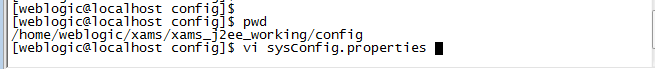 [weblogic@localhost config]$
[weblogic@localhost config]$ pwd
/home/weblogic/xams/xams_j2ee_working/config
[weblogic@localhost config]$ vi sysConfig.properties